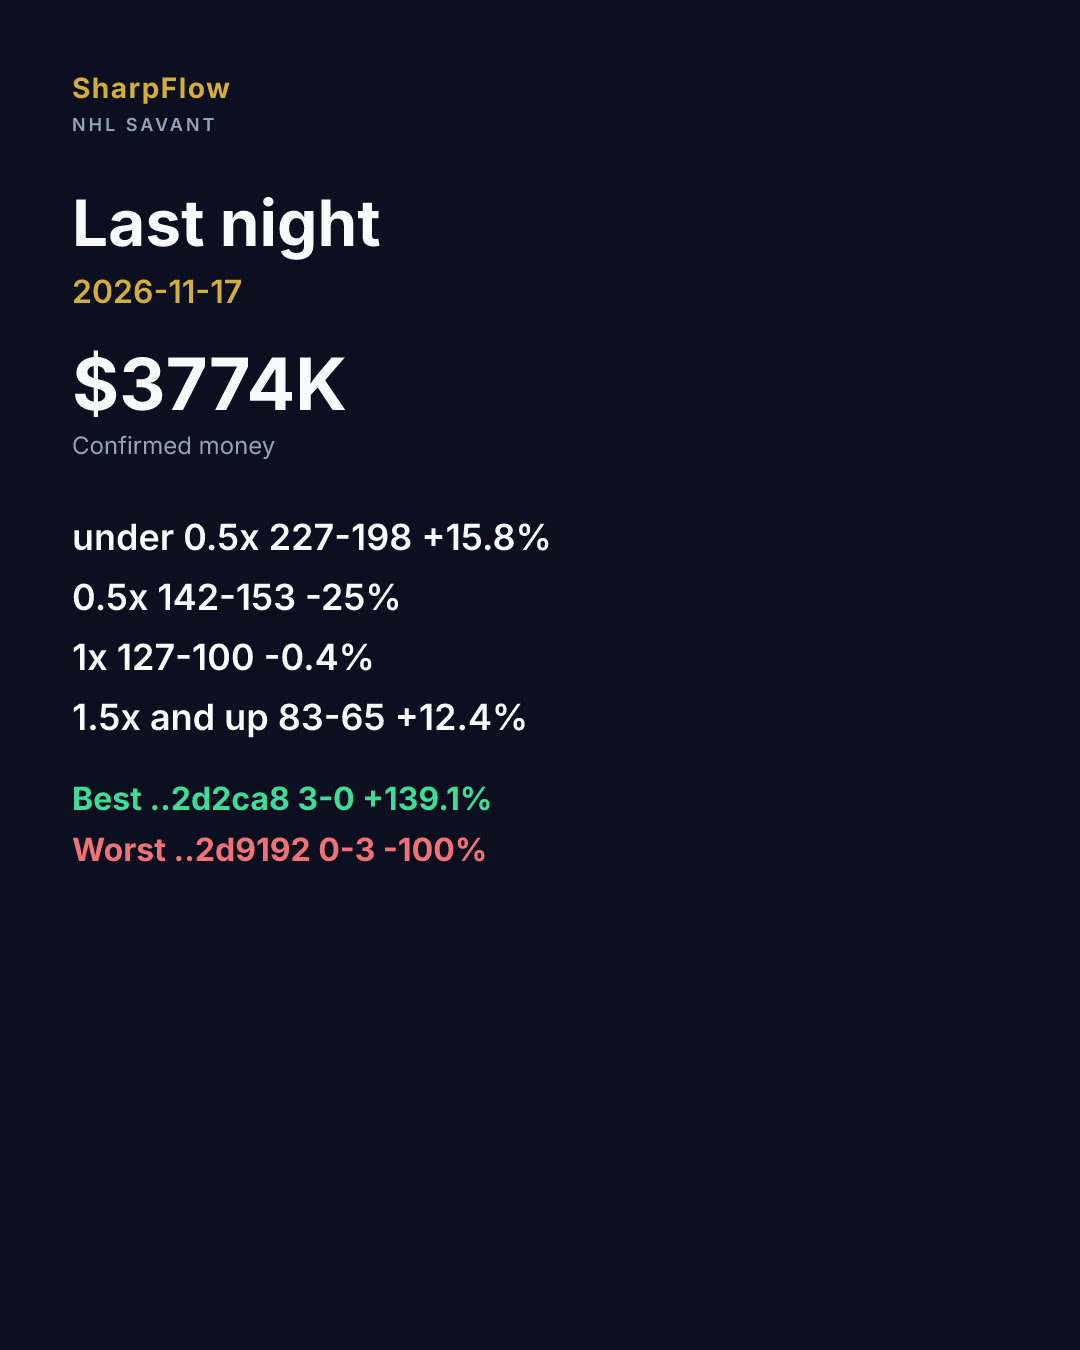 SharpFlow
NHL SAVANT
Last night
2026-11-17
$3774K
Confirmed money
under 0.5x 227-198 +15.8%
0.5x 142-153 -25%
1x 127-100 -0.4%
1.5x and up 83-65 +12.4%
Best ..2d2ca8 3-0 +139.1%
Worst ..2d9192 0-3 -100%